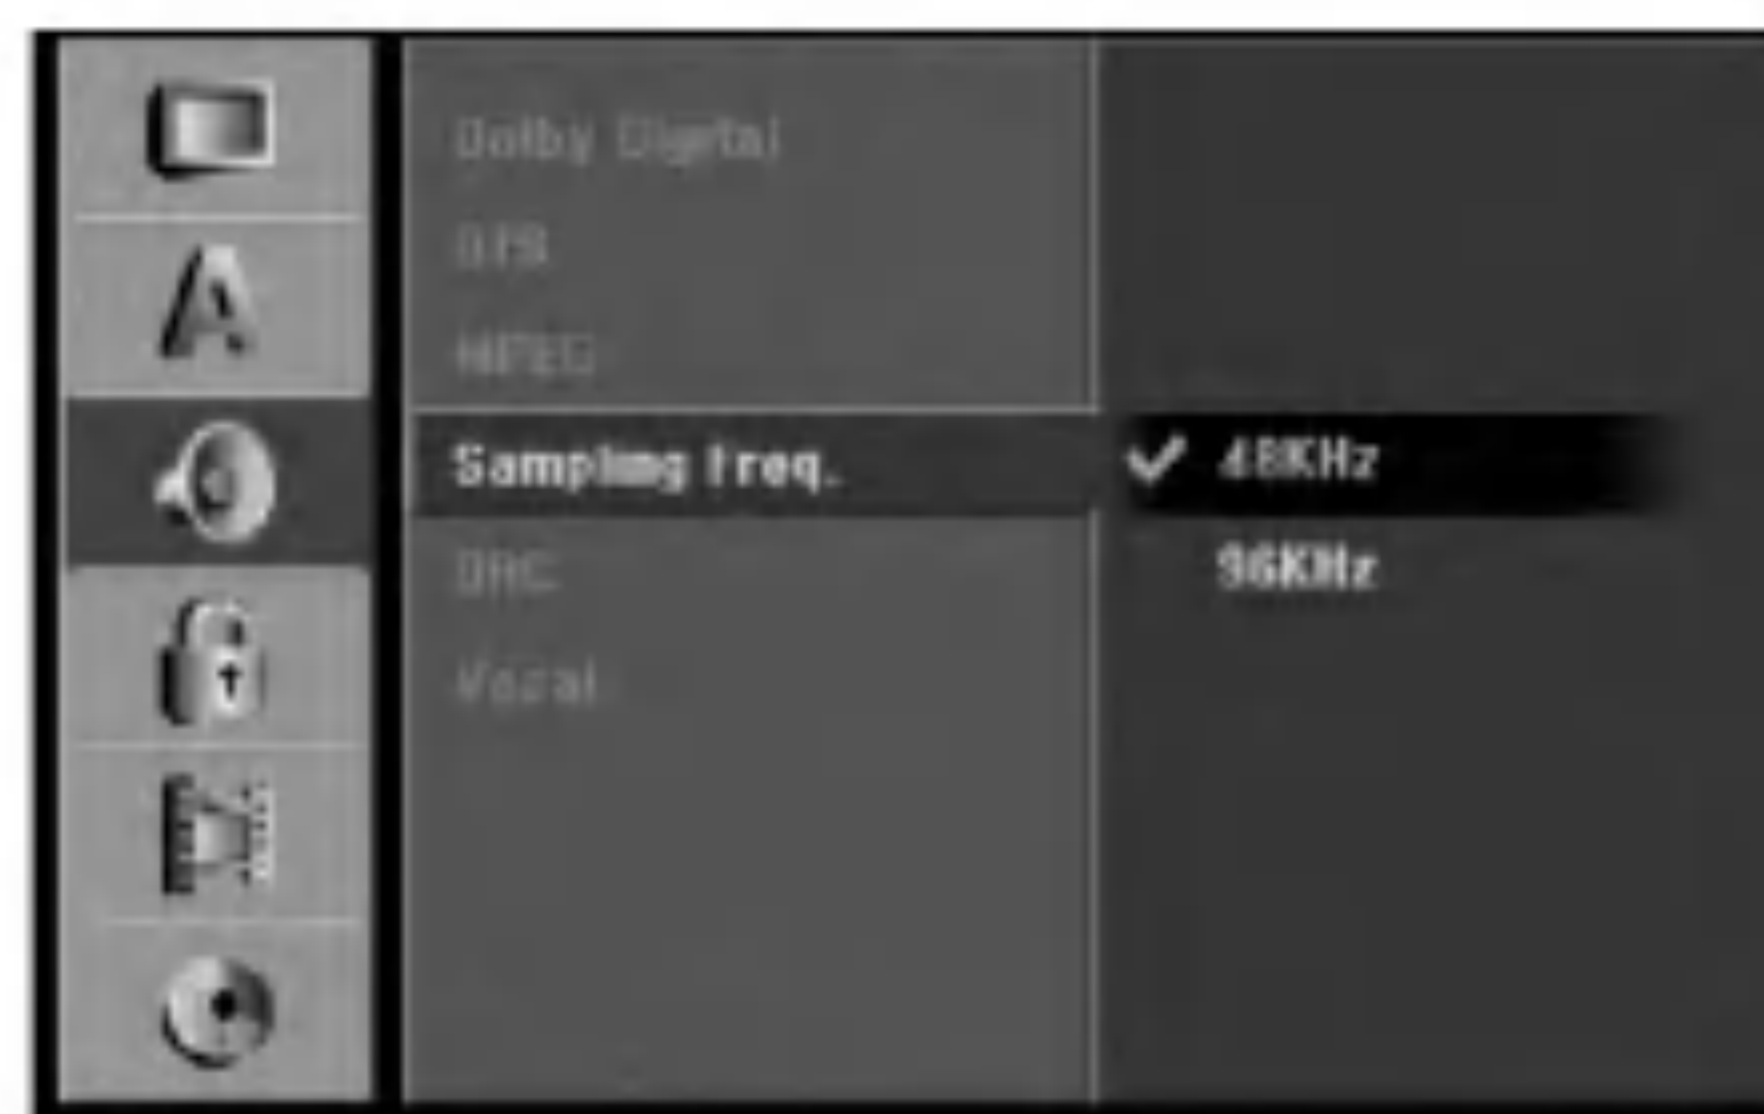 Dolby Digital
DTS
MPEG
Sampling Freq.
48KHz
96KHz
DRC
Vocal